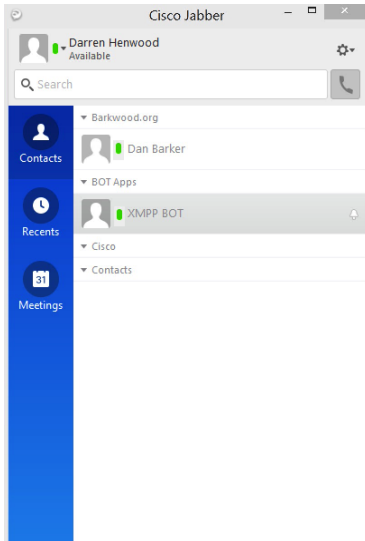 Cisco Jabber
Darren Henwood
Available
Search
Contacts
Recents
31
Meetings
Barkwood.org
Dan Barker
BOT Apps
XMPP BOT
Cisco
Contacts